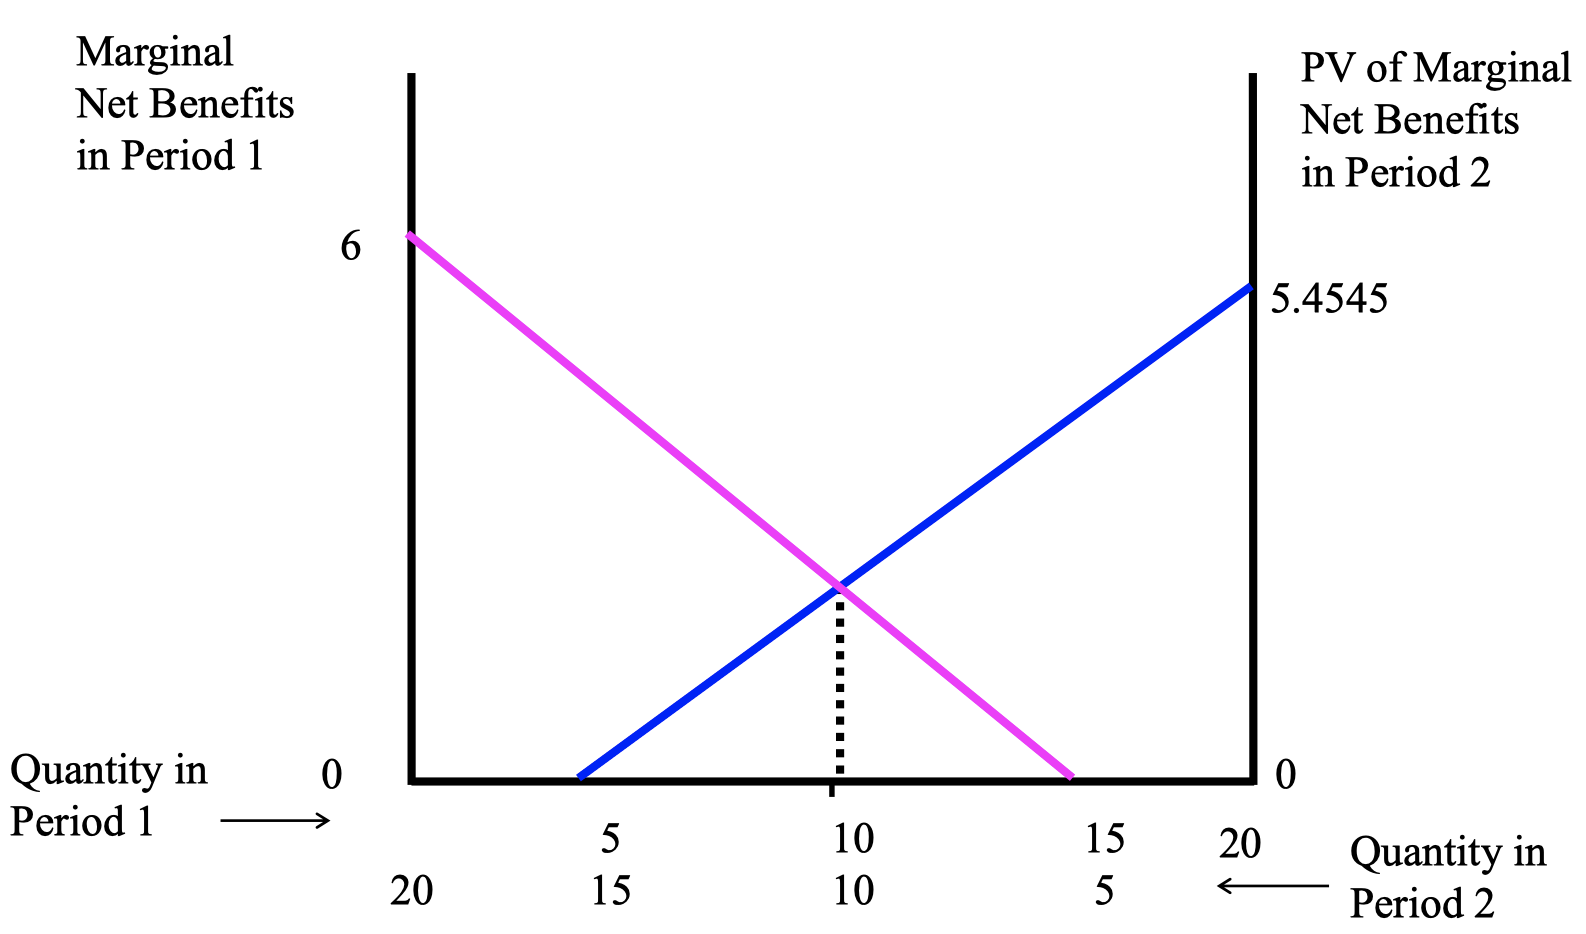 Marginal
Net Benefits
in Period 1
PV of Marginal
Net Benefits
in Period 2
6
5.4545
Quantity in
Period 1
0
0
5 10 15 20
20 15 10 5
Quantity in
Period 2